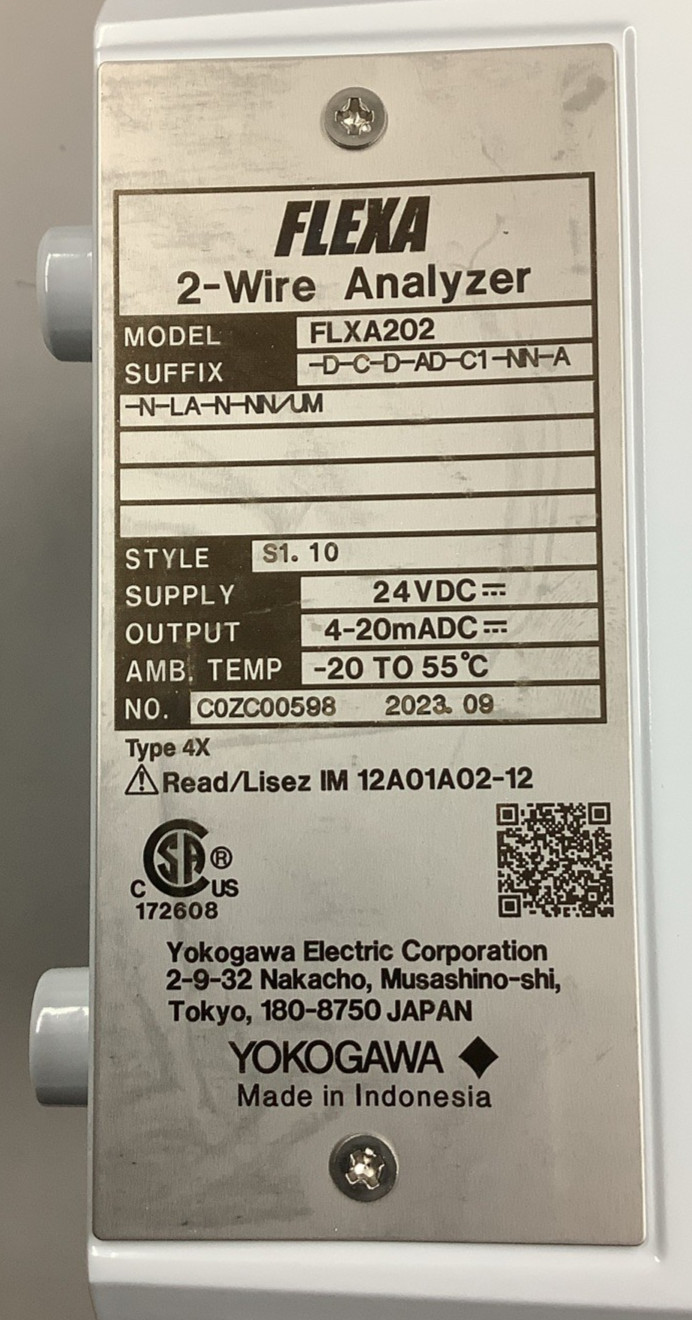 FLEXA
2-Wire Analyzer
MODEL FLXA202
SUFFIX -D-C-D-AD-C1-NN-A
-N-LA-N-NN/UM
STYLE S1.10
SUPPLY 24VDC⎓
OUTPUT 4-20mADC⎓
AMB. TEMP -20 TO 55℃
NO. C0ZC00598 2023.09
Type 4X
⚠Read/Lisez IM 12A01A02-12
CSA®
C US
172608
Yokogawa Electric Corporation
2-9-32 Nakacho, Musashino-shi,
Tokyo, 180-8750 JAPAN
YOKOGAWA ◆
Made in Indonesia